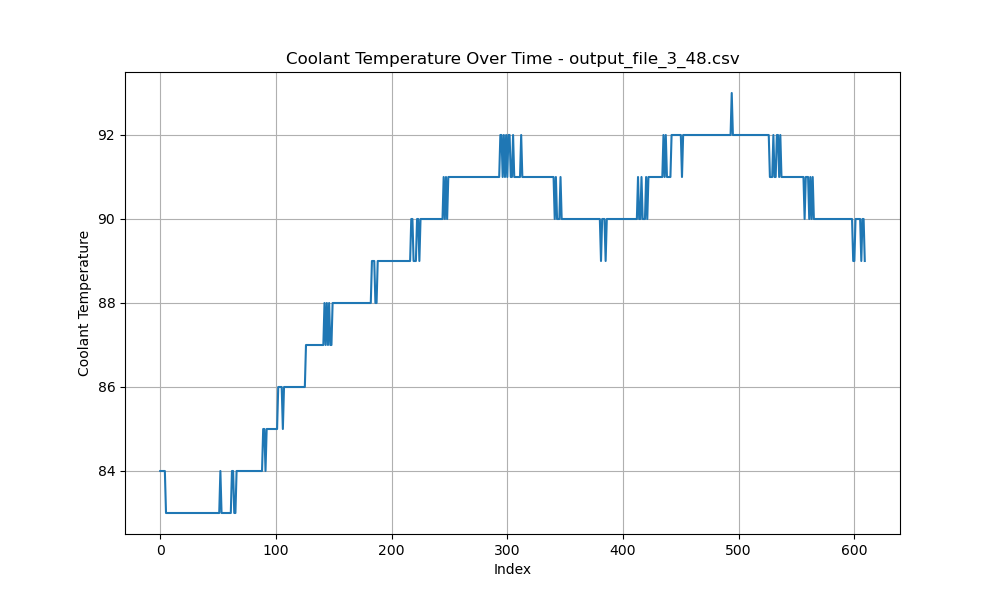 Coolant Temperature Over Time - output_file_3_48.csv
Coolant Temperature
92
90
88
86
84
0 100 200 300 400 500 600
Index